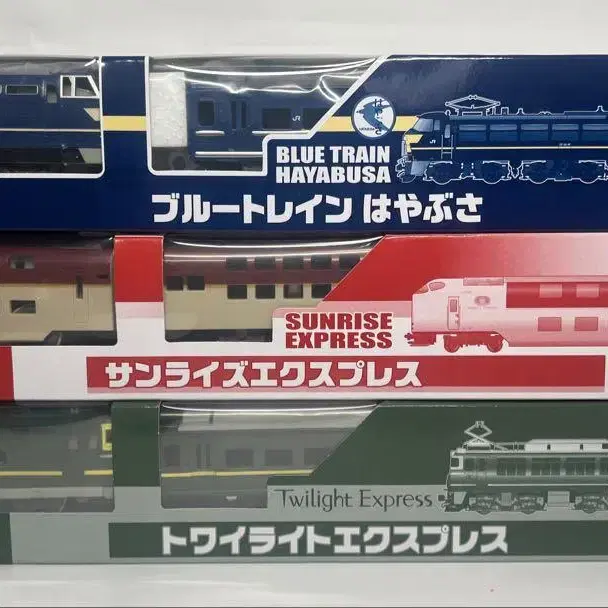 JR
BLUE TRAIN
HAYABUSA
ブルートレイン はやぶさ
SUNRISE
EXPRESS
サンライズエクスプレス
Twilight Express
トワイライトエクスプレス